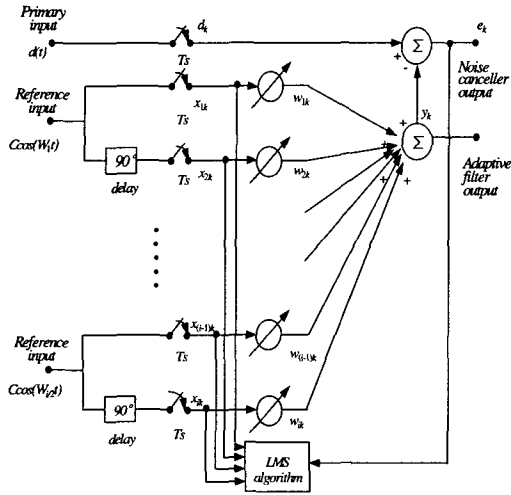 Primary
input
d(t)
d_k
Ts
Σ
+
-
e_k
Noise
canceller
output
Reference
input
Ccos(W_1t)
Ts
x_1k
w_1k
y_k
+
Σ
+
+
+
+
90°
delay
Ts
x_2k
w_2k
Adaptive
filter
output
Reference
input
Ccos(W_i/2t)
Ts
x_(i-1)k
w_(i-1)k
90°
delay
Ts
x_ik
w_ik
LMS
algorithm